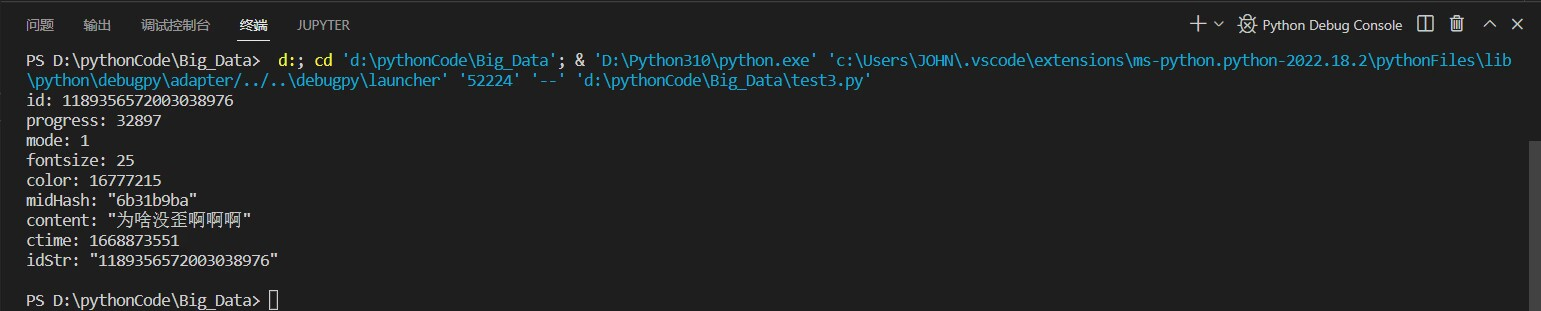 问题 输出 调试控制台 终端 JUPYTER Python Debug Console
PS D:\pythonCode\Big_Data>  d:; cd 'd:\pythonCode\Big_Data'; & 'D:\Python310\python.exe' 'c:\Users\JOHN\.vscode\extensions\ms-python.python-2022.18.2\pythonFiles\lib
\python\debugpy\adapter/../..\debugpy\launcher' '52224' '--' 'd:\pythonCode\Big_Data\test3.py'
id: 1189356572003038976
progress: 32897
mode: 1
fontsize: 25
color: 16777215
midHash: "6b31b9ba"
content: "为啥没歪啊啊啊"
ctime: 1668873551
idStr: "1189356572003038976"
PS D:\pythonCode\Big_Data>